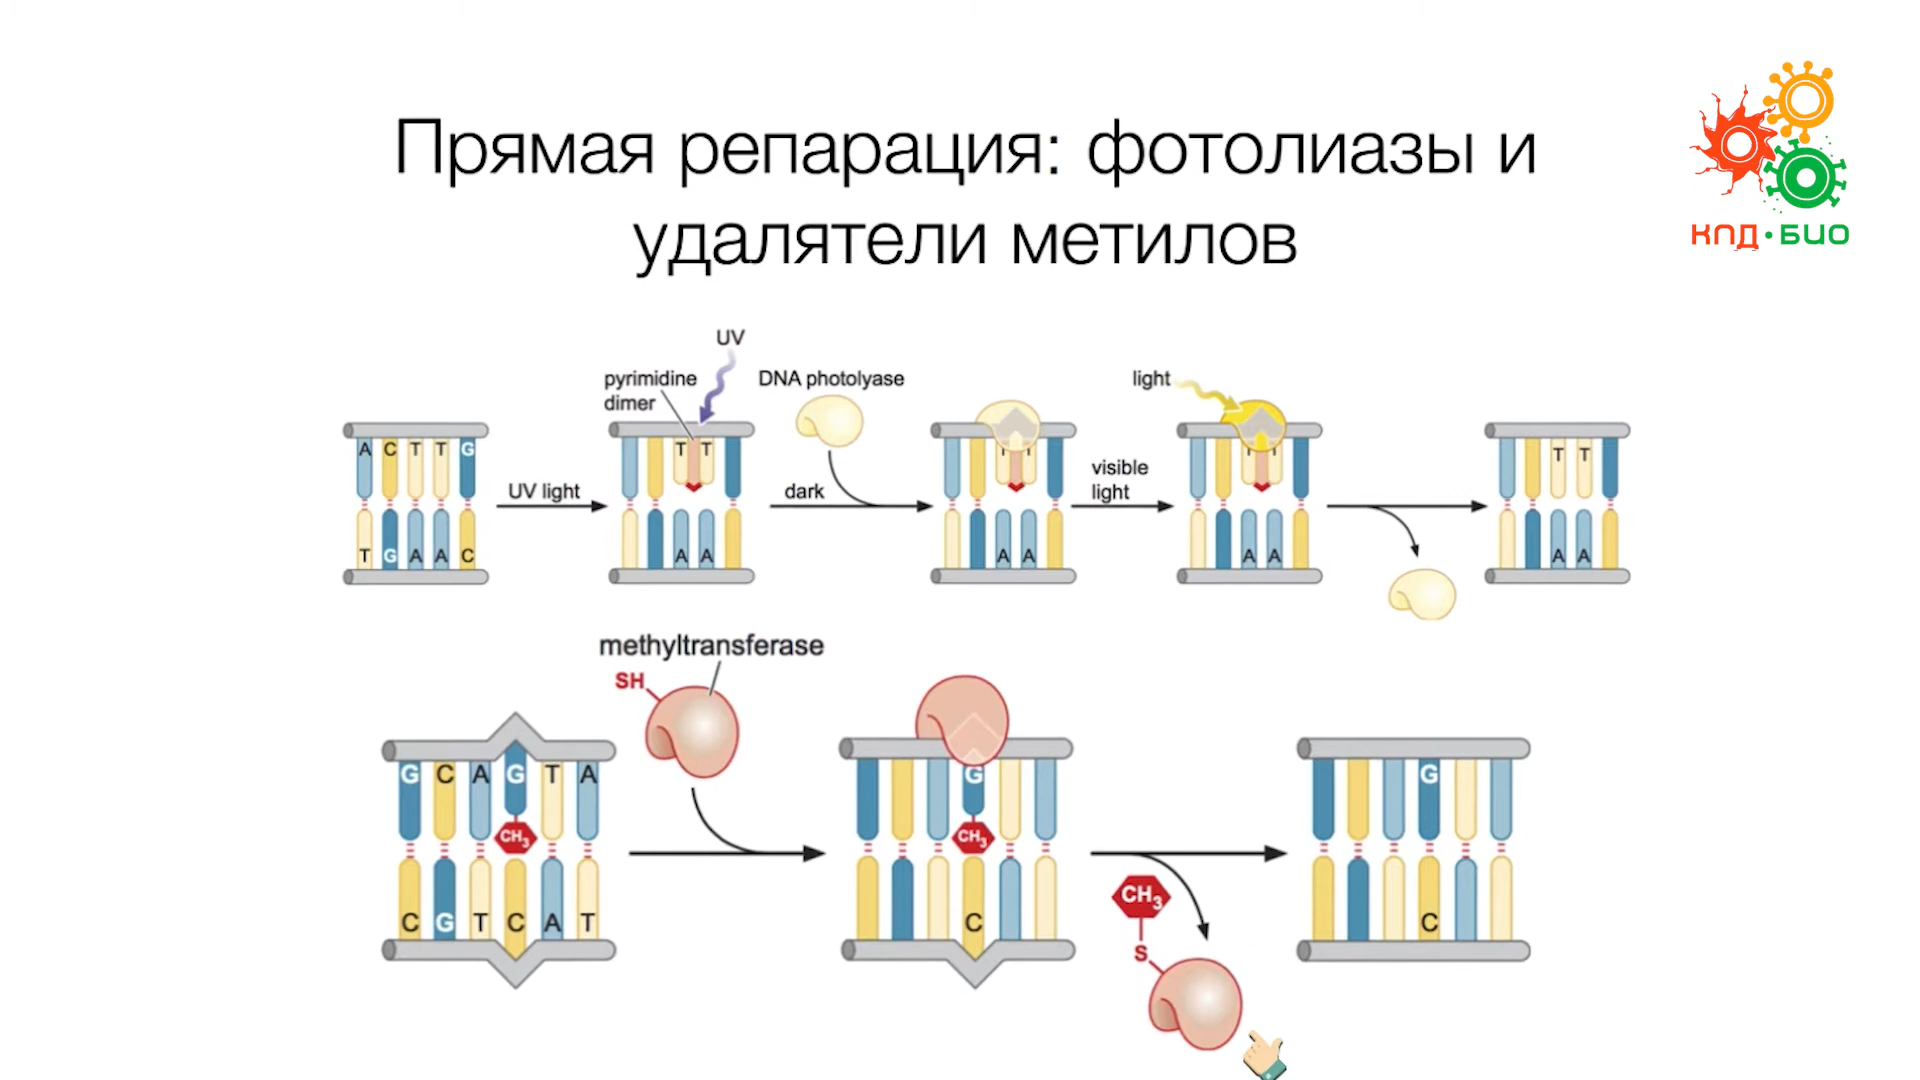 Прямая репарация: фотолиазы и
удалятели метилов
КПД•БИО
UV
pyrimidine
dimer
DNA photolyase
light
A C T T G
T G A A C
UV light
T T
A A
dark
T T
A A
visible
light
T T
A A
T T
A A
methyltransferase
SH
G C A G T A
CH3
C G T C A T
G
CH3
C
CH3
S
G
C